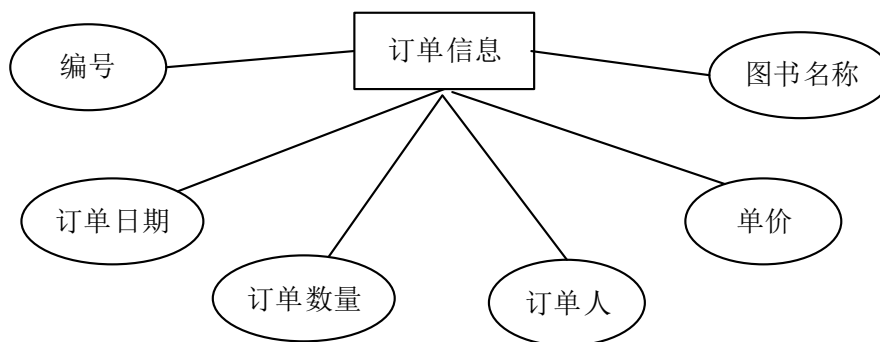 订单信息
编号
图书名称
订单日期
单价
订单数量
订单人